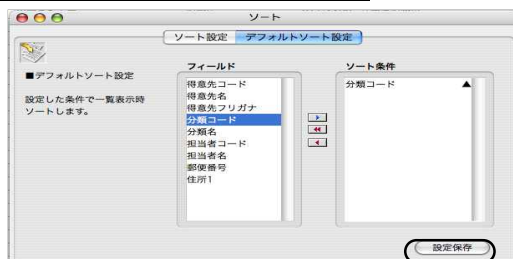 ソート
ソート設定 デフォルトソート設定
■デフォルトソート設定
設定した条件で一覧表示時
ソートします。
フィールド
得意先コード
得意先名
得意先フリガナ
分類コード
分類名
担当者コード
担当者名
郵便番号
住所1
ソート条件
分類コード ▲
設定保存